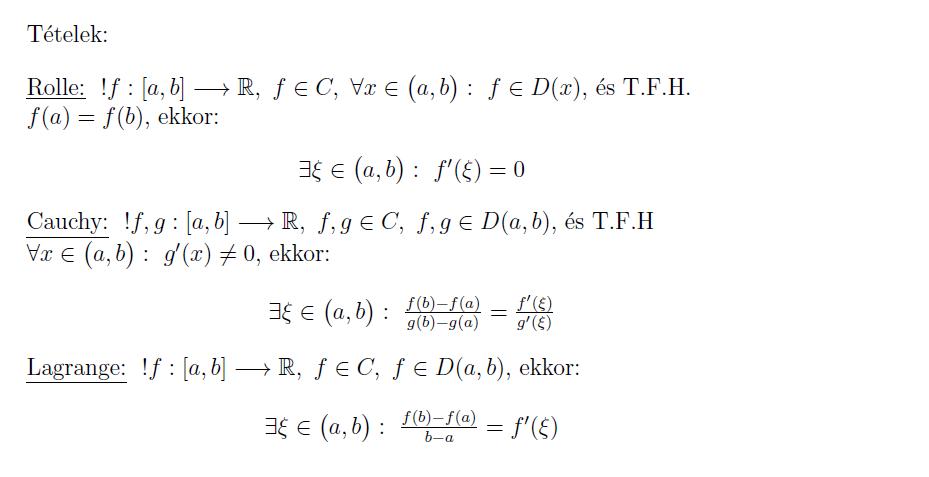 Tételek:
Rolle: !f : [a, b] ⟶ ℝ, f ∈ C, ∀x ∈ (a, b) : f ∈ D(x), és T.F.H.
f(a) = f(b), ekkor:
∃ξ ∈ (a, b) : f′(ξ) = 0
Cauchy: !f, g : [a, b] ⟶ ℝ, f, g ∈ C, f, g ∈ D(a, b), és T.F.H
∀x ∈ (a, b) : g′(x) ≠ 0, ekkor:
∃ξ ∈ (a, b) : f(b)−f(a)/g(b)−g(a) = f′(ξ)/g′(ξ)
Lagrange: !f : [a, b] ⟶ ℝ, f ∈ C, f ∈ D(a, b), ekkor:
∃ξ ∈ (a, b) : f(b)−f(a)/b−a = f′(ξ)